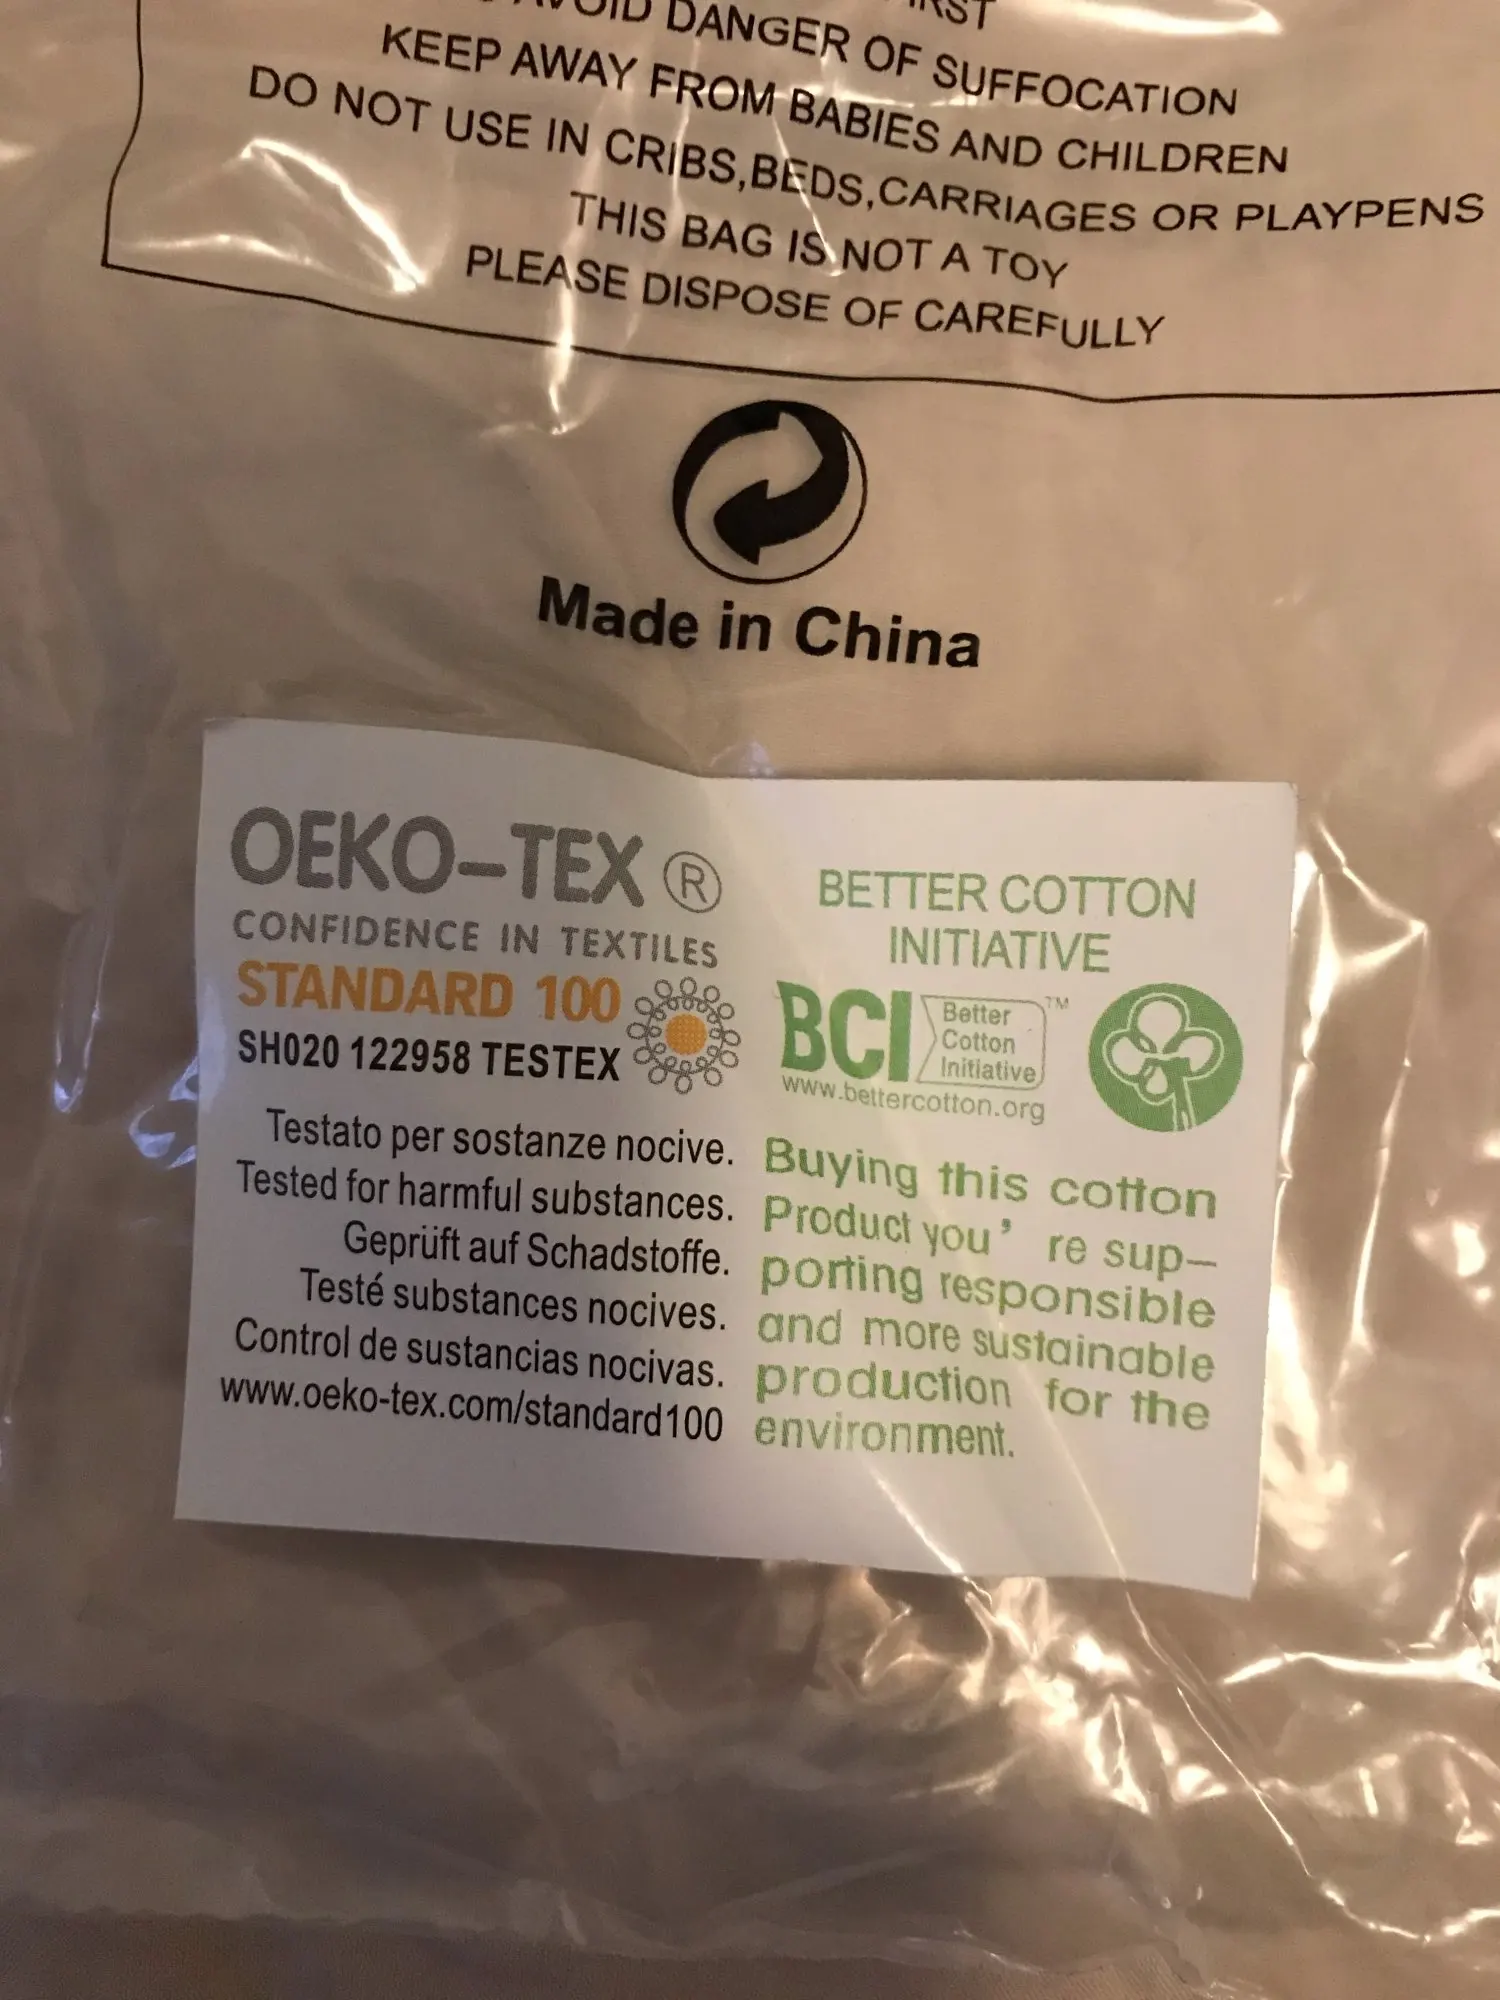 AVOID DANGER OF SUFFOCATION
KEEP AWAY FROM BABIES AND CHILDREN
DO NOT USE IN CRIBS,BEDS,CARRIAGES OR PLAYPENS
THIS BAG IS NOT A TOY
PLEASE DISPOSE OF CAREFULLY
Made in China
OEKO-TEX ®
CONFIDENCE IN TEXTILES
STANDARD 100
SH020 122958 TESTEX
Testato per sostanze nocive.
Tested for harmful substances.
Geprüft auf Schadstoffe.
Testé substances nocives.
Control de sustancias nocivas.
www.oeko-tex.com/standard100
BETTER COTTON
INITIATIVE
BCI
Better
Cotton
Initiative
TM
www.bettercotton.org
Buying this cotton
Product you' re sup-
porting responsible
and more sustainable
production for the
environment.